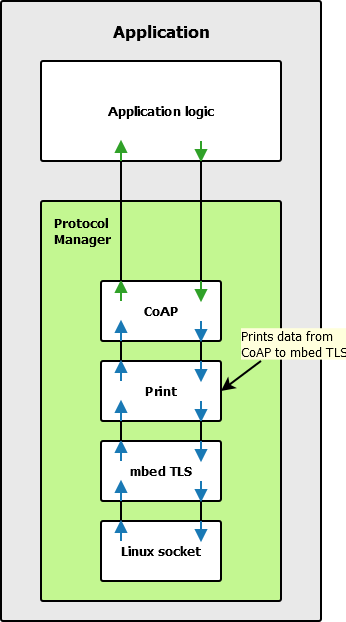 Application
Application logic
Protocol
Manager
CoAP
Prints data from
CoAP to mbed TLS
Print
mbed TLS
Linux socket